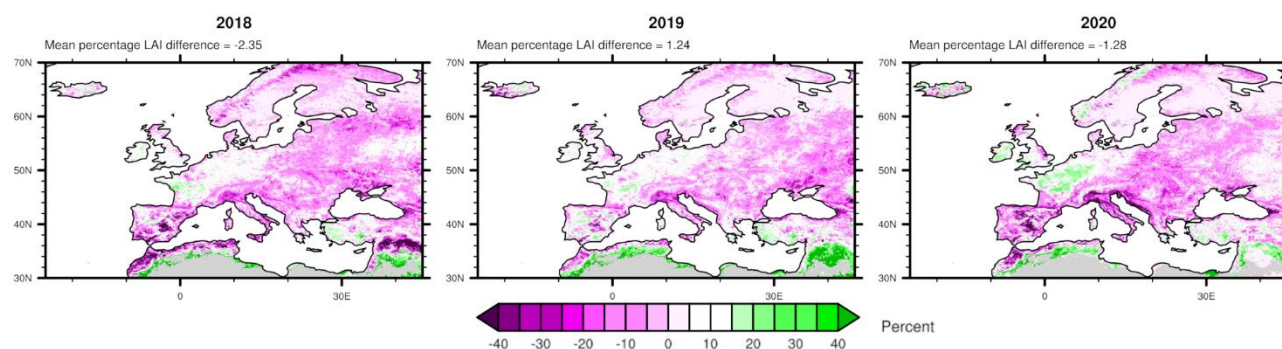 2018
Mean percentage LAI difference = -2.35
70N
60N
50N
40N
30N
0
30E
2019
Mean percentage LAI difference = 1.24
70N
60N
50N
40N
30N
0
30E
2020
Mean percentage LAI difference = -1.28
70N
60N
50N
40N
30N
0
30E
-40 -30 -20 -10 0 10 20 30 40
Percent